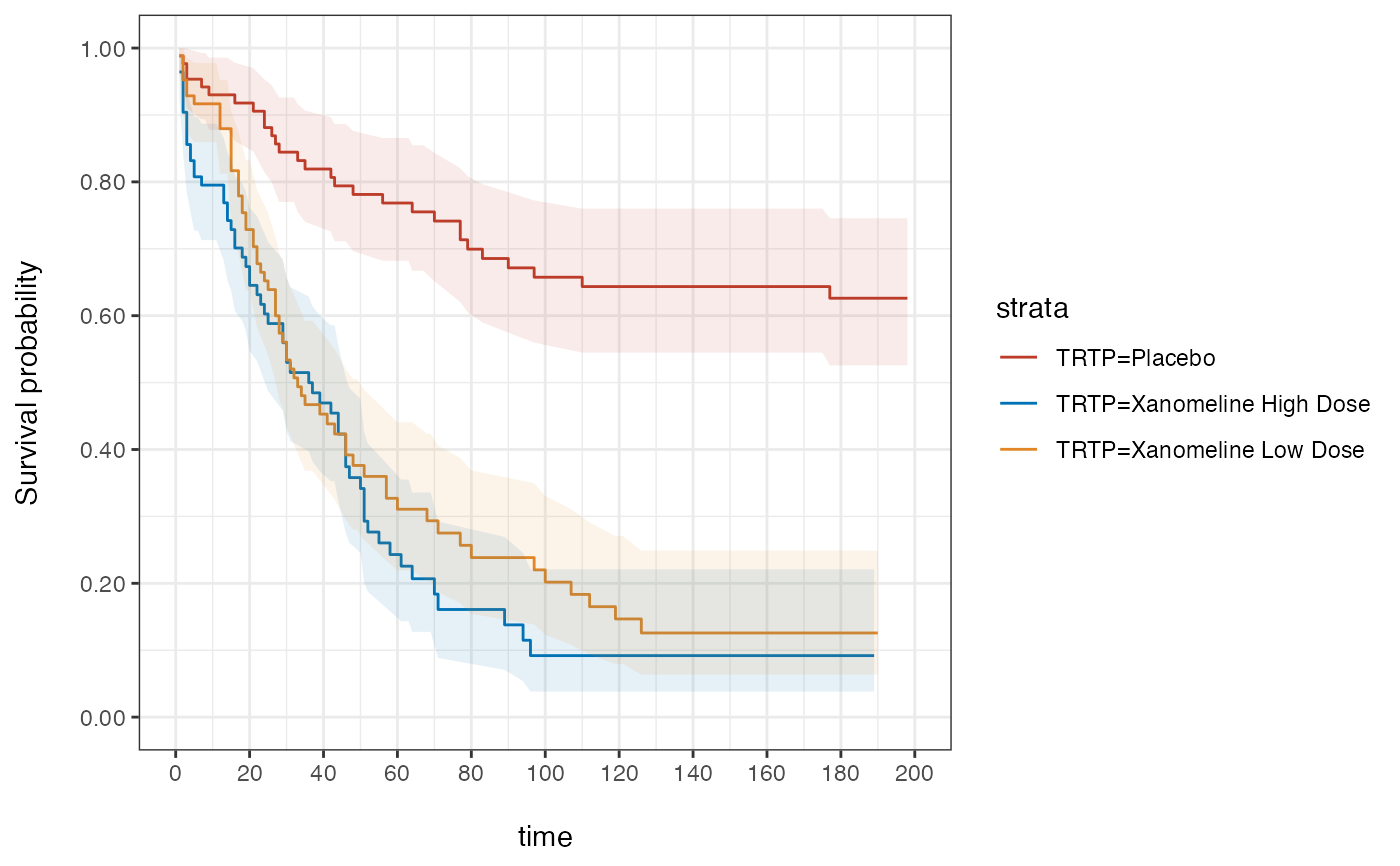 Survival probability
1.00
0.80
0.60
0.40
0.20
0.00
0 20 40 60 80 100 120 140 160 180 200
time
strata
TRTP=Placebo
TRTP=Xanomeline High Dose
TRTP=Xanomeline Low Dose